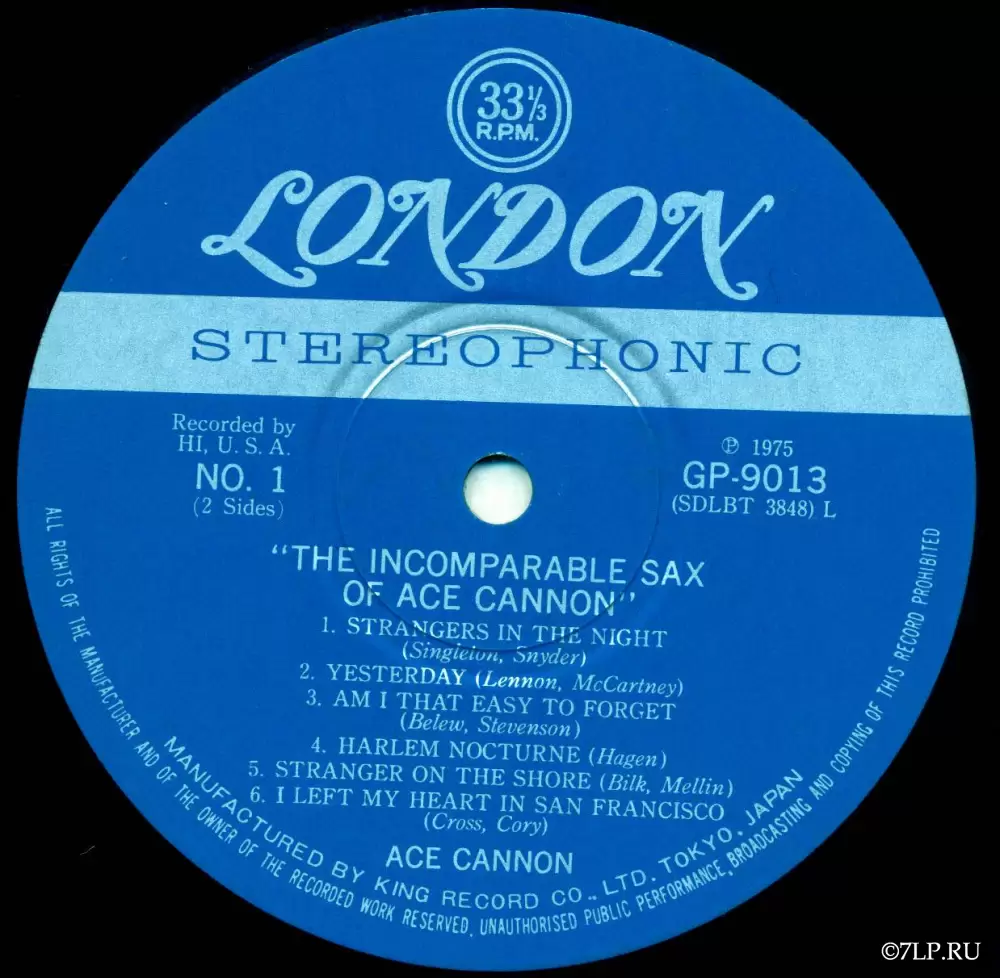 33⅓
R.P.M.
LONDON
STEREOPHONIC
Recorded by
HI, U. S. A.
NO. 1
(2 Sides)
℗ 1975
GP-9013
(SDLBT 3848) L
"THE INCOMPARABLE SAX
OF ACE CANNON"
1. STRANGERS IN THE NIGHT
(Singleton, Snyder)
2. YESTERDAY (Lennon, McCartney)
3. AM I THAT EASY TO FORGET
(Belew, Stevenson)
4. HARLEM NOCTURNE (Hagen)
5. STRANGER ON THE SHORE (Bilk, Mellin)
6. I LEFT MY HEART IN SAN FRANCISCO
(Cross, Cory)
ACE CANNON
MANUFACTURED BY KING RECORD CO., LTD. TOKYO. JAPAN
ALL RIGHTS OF THE MANUFACTURER AND OF THE OWNER OF THE RECORDED WORK RESERVED, UNAUTHORISED PUBLIC PERFORMANCE, BROADCASTING AND COPYING OF THIS RECORD PROHIBITED
©7LP.RU